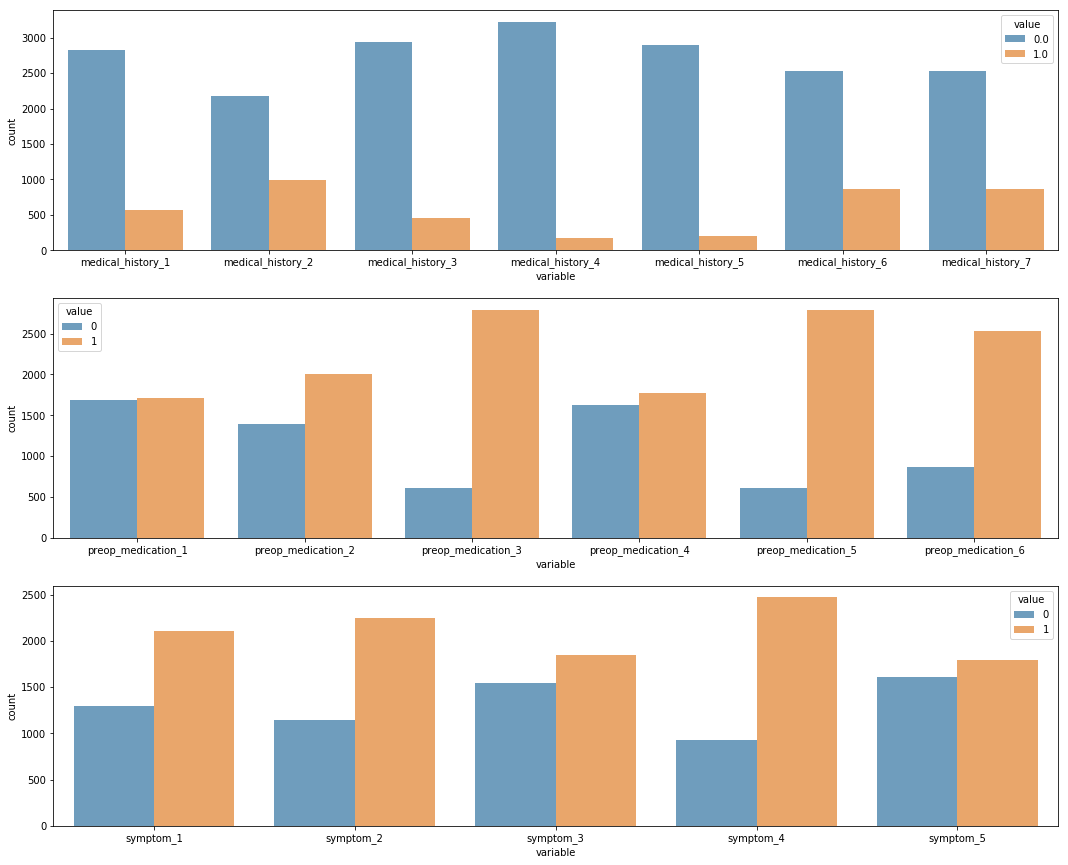 value
0.0
1.0
3000
2500
2000
1500
1000
500
0
count
medical_history_1 medical_history_2 medical_history_3 medical_history_4 medical_history_5 medical_history_6 medical_history_7
variable
value
0
1
2500
2000
1500
1000
500
0
count
preop_medication_1 preop_medication_2 preop_medication_3 preop_medication_4 preop_medication_5 preop_medication_6
variable
value
0
1
2500
2000
1500
1000
500
0
count
symptom_1 symptom_2 symptom_3 symptom_4 symptom_5
variable